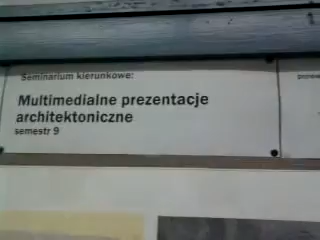 Seminarium kierunkowe:
Multimedialne prezentacje
architektoniczne
semestr 9